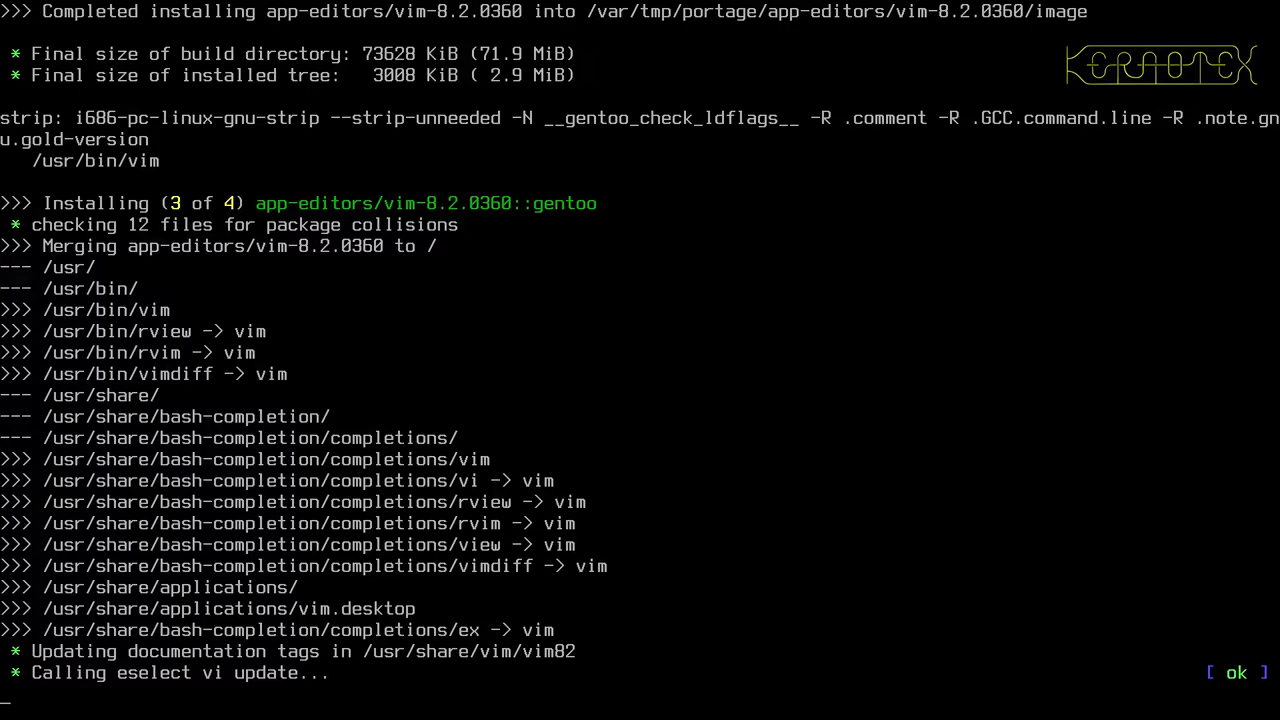 >>> Completed installing app-editors/vim-8.2.0360 into /var/tmp/portage/app-editors/vim-8.2.0360/image
* Final size of build directory: 73628 KiB (71.9 MiB)
* Final size of installed tree:   3008 KiB ( 2.9 MiB)
KERAOTEX
strip: i686-pc-linux-gnu-strip --strip-unneeded -N __gentoo_check_ldflags__ -R .comment -R .GCC.command.line -R .note.gn
u.gold-version
   /usr/bin/vim
>>> Installing (3 of 4) app-editors/vim-8.2.0360::gentoo
* checking 12 files for package collisions
>>> Merging app-editors/vim-8.2.0360 to /
--- /usr/
--- /usr/bin/
>>> /usr/bin/vim
>>> /usr/bin/rview -> vim
>>> /usr/bin/rvim -> vim
>>> /usr/bin/vimdiff -> vim
--- /usr/share/
--- /usr/share/bash-completion/
--- /usr/share/bash-completion/completions/
>>> /usr/share/bash-completion/completions/vim
>>> /usr/share/bash-completion/completions/vi -> vim
>>> /usr/share/bash-completion/completions/rview -> vim
>>> /usr/share/bash-completion/completions/rvim -> vim
>>> /usr/share/bash-completion/completions/view -> vim
>>> /usr/share/bash-completion/completions/vimdiff -> vim
>>> /usr/share/applications/
>>> /usr/share/applications/vim.desktop
>>> /usr/share/bash-completion/completions/ex -> vim
* Updating documentation tags in /usr/share/vim/vim82
* Calling eselect vi update... [ ok ]